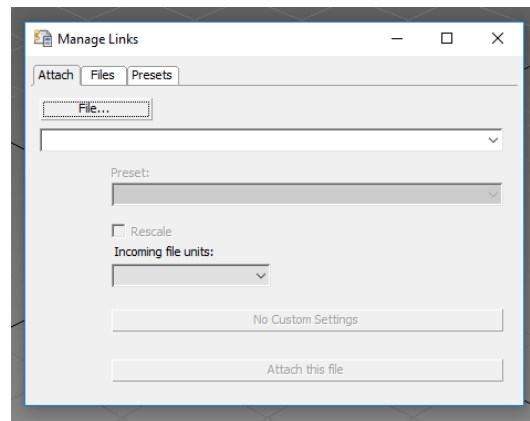 Manage Links
Attach Files Presets
File...
Preset:
Rescale
Incoming file units:
No Custom Settings
Attach this file